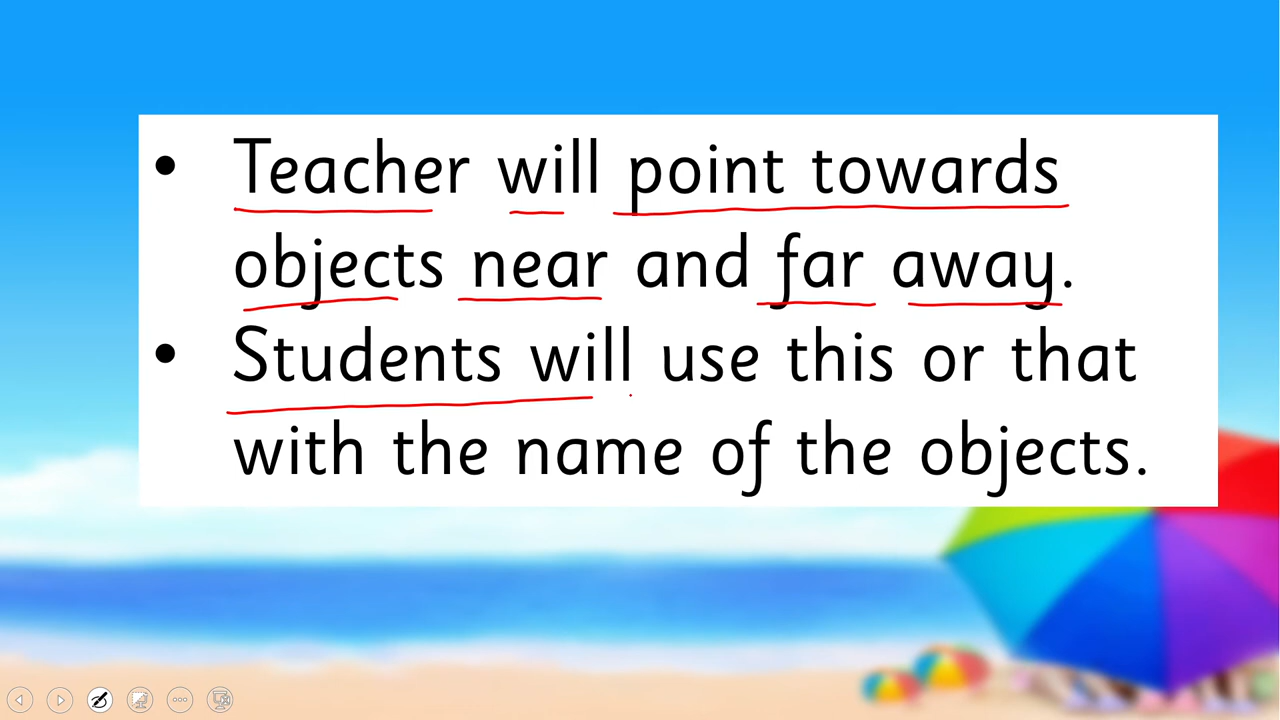 • Teacher will point towards
objects near and far away.
• Students will use this or that
with the name of the objects.